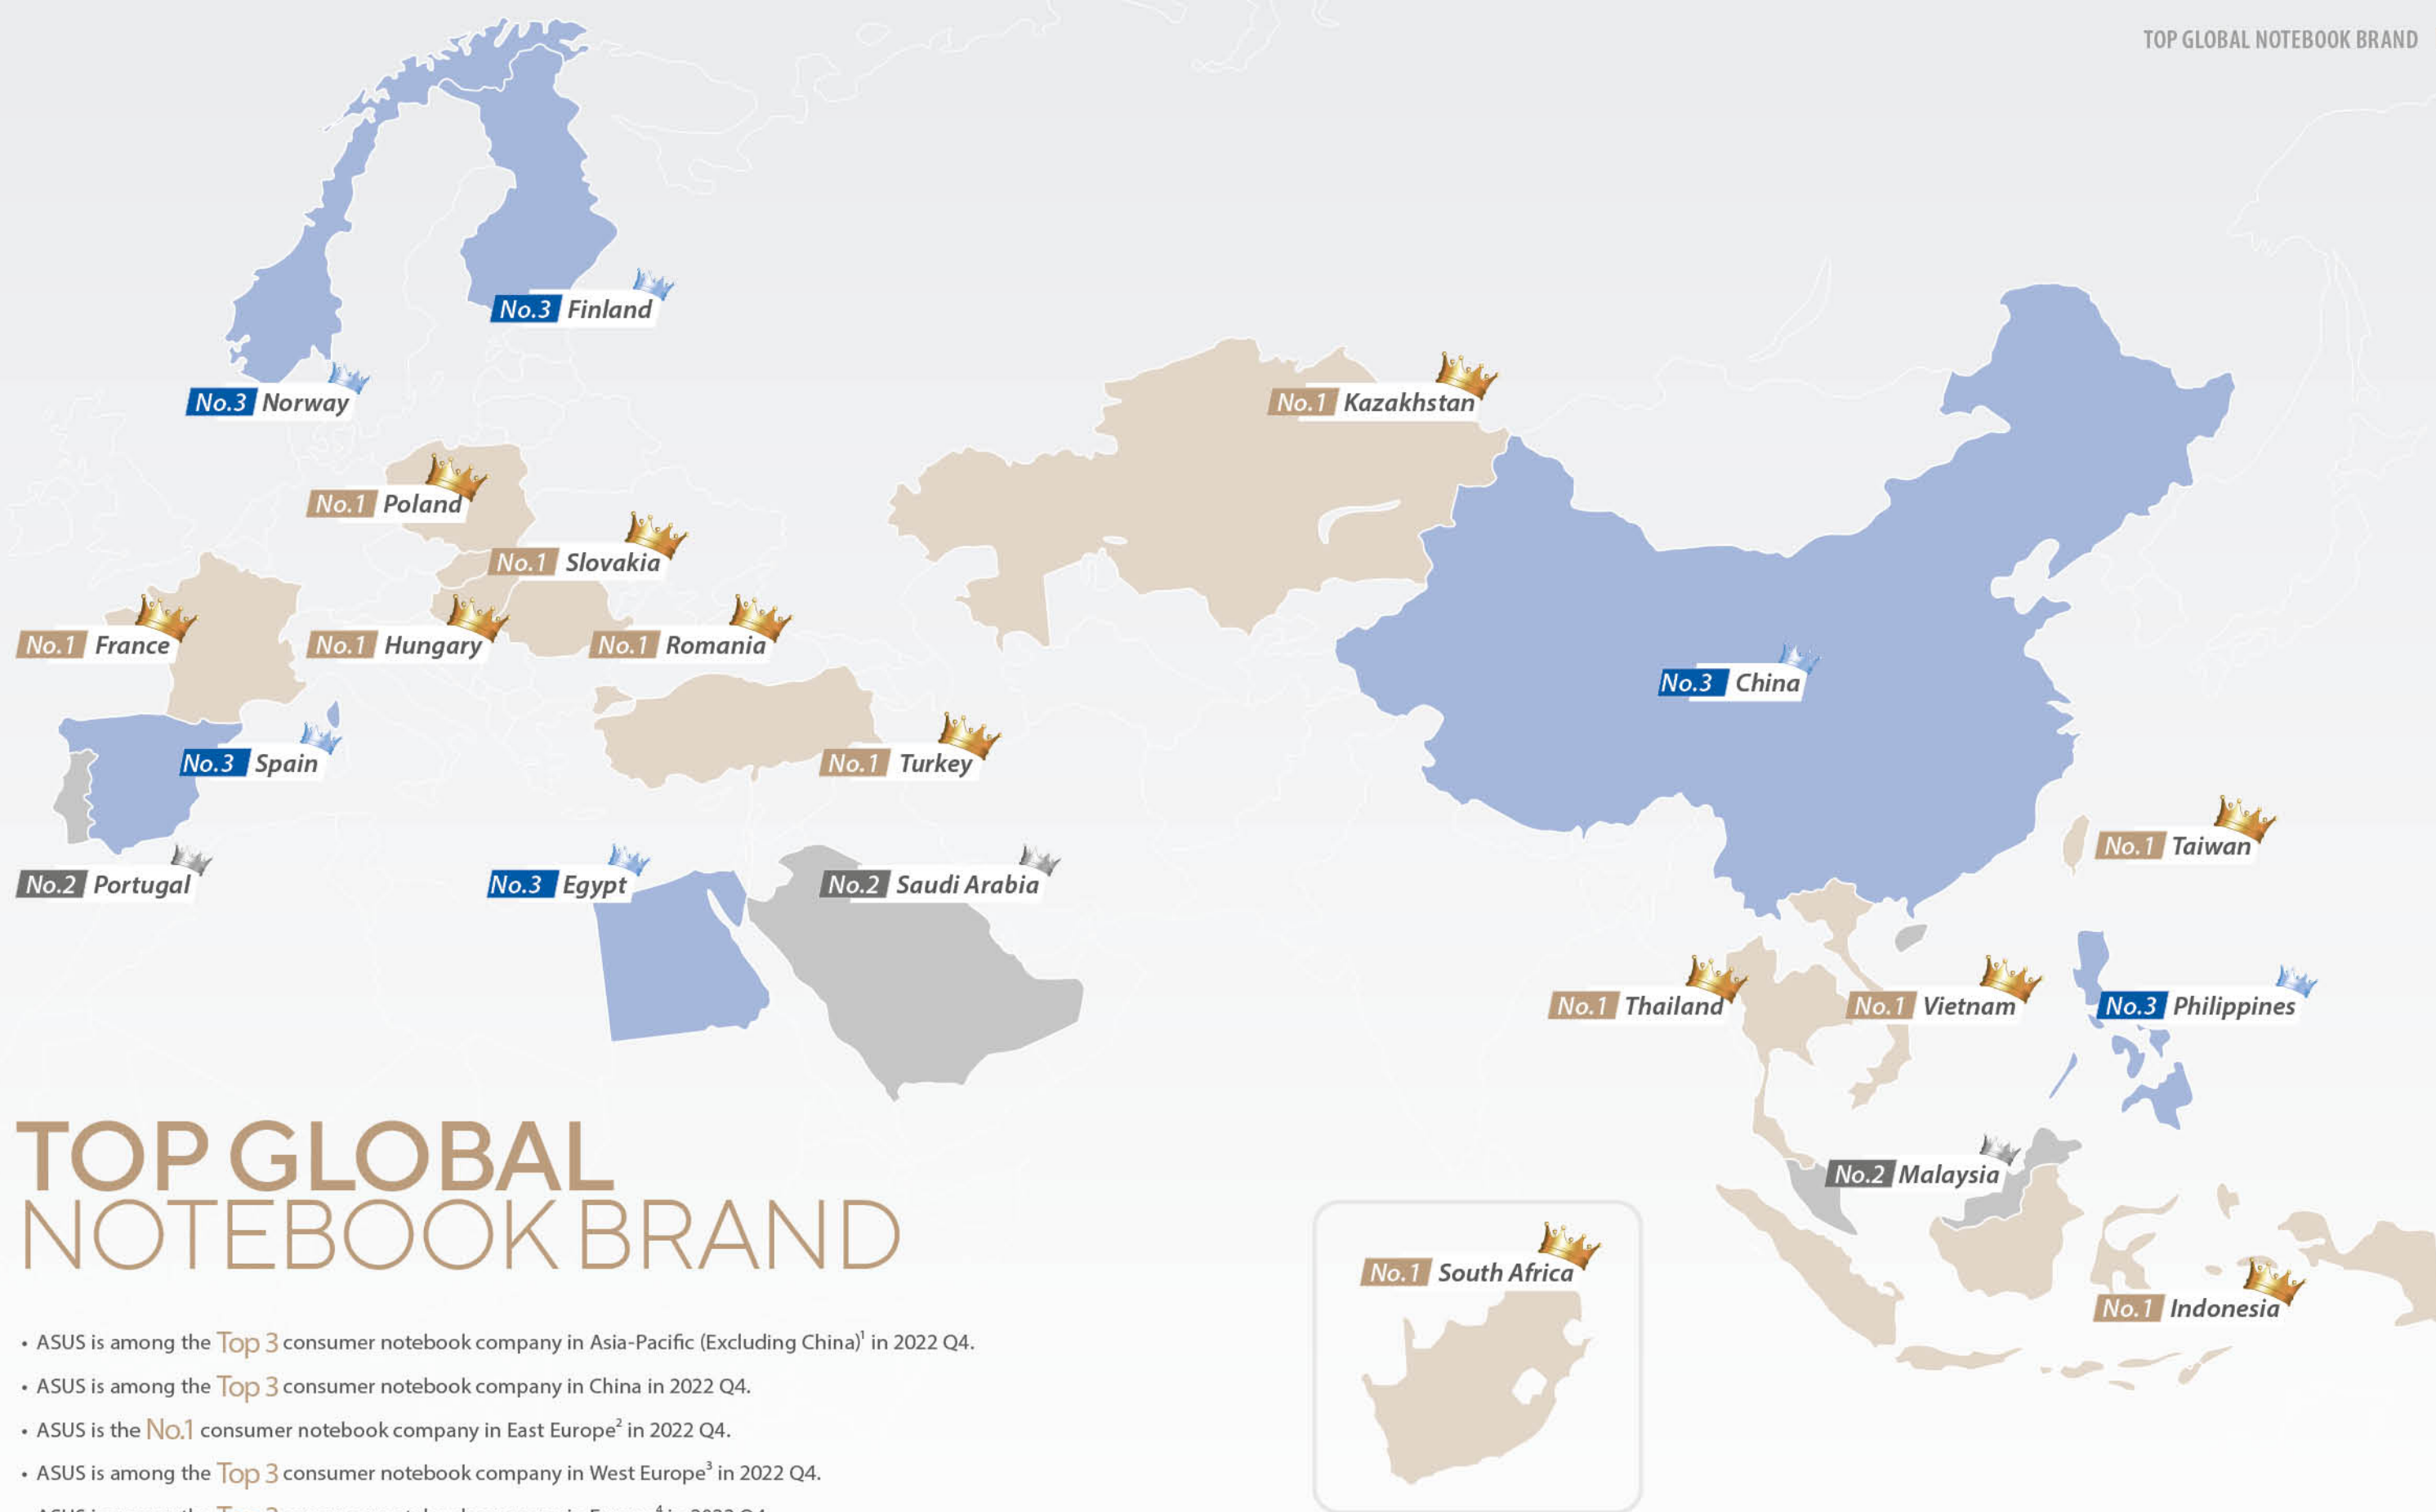 TOP GLOBAL NOTEBOOK BRAND
No.3 Finland
No.3 Norway
No.1 Kazakhstan
No.1 Poland
No.1 Slovakia
No.1 France
No.1 Hungary
No.1 Romania
No.3 China
No.3 Spain
No.1 Turkey
No.1 Taiwan
No.2 Portugal
No.3 Egypt
No.2 Saudi Arabia
No.1 Thailand
No.1 Vietnam
No.3 Philippines
No.2 Malaysia
No.1 South Africa
No.1 Indonesia
TOP GLOBAL
NOTEBOOK BRAND
• ASUS is among the Top 3 consumer notebook company in Asia-Pacific (Excluding China)¹ in 2022 Q4.
• ASUS is among the Top 3 consumer notebook company in China in 2022 Q4.
• ASUS is the No.1 consumer notebook company in East Europe² in 2022 Q4.
• ASUS is among the Top 3 consumer notebook company in West Europe³ in 2022 Q4.